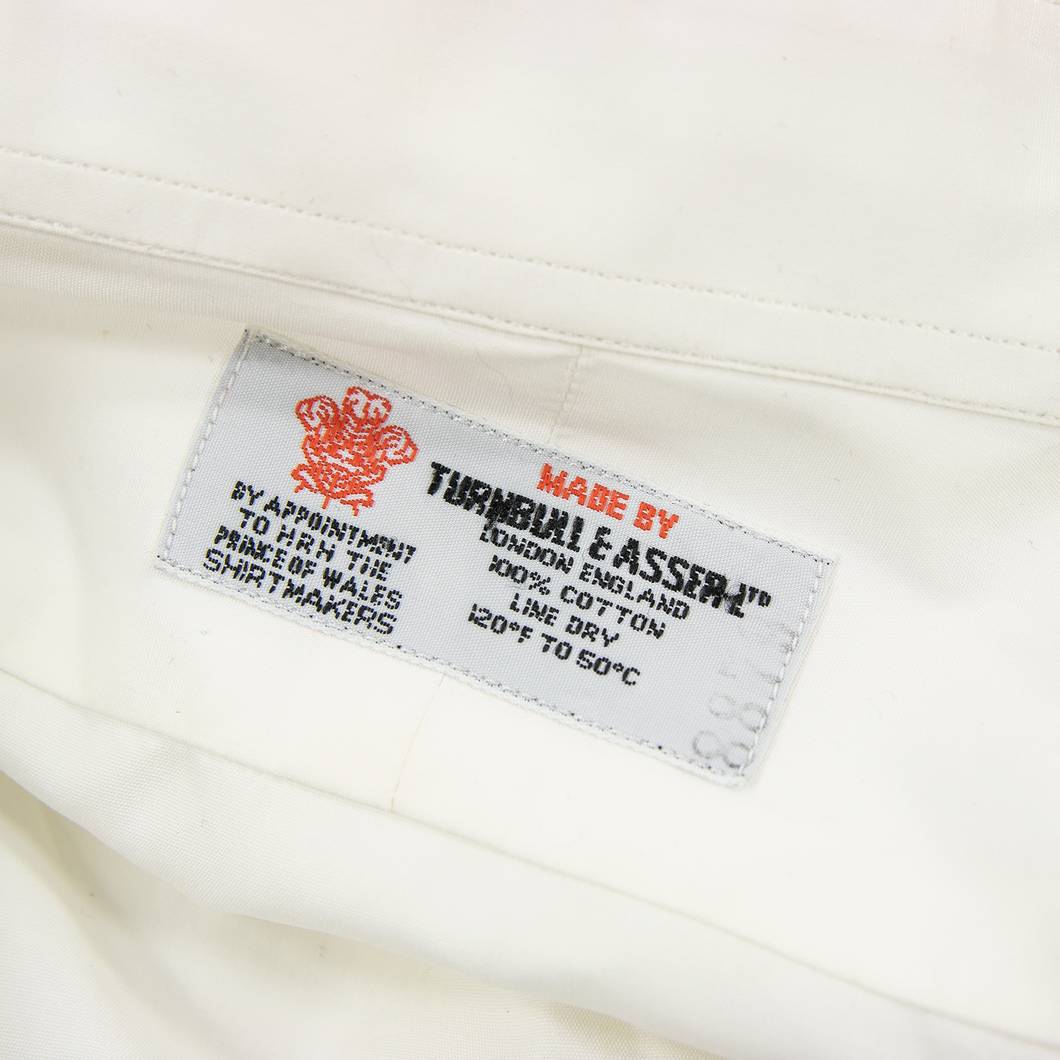 BY APPOINTMENT
TO H.R.H THE
PRINCE OF WALES
SHIRTMAKERS
MADE BY
TURNBULL & ASSER LTD
LONDON ENGLAND
100% COTTON
LINE DRY
120°F TO 50°C